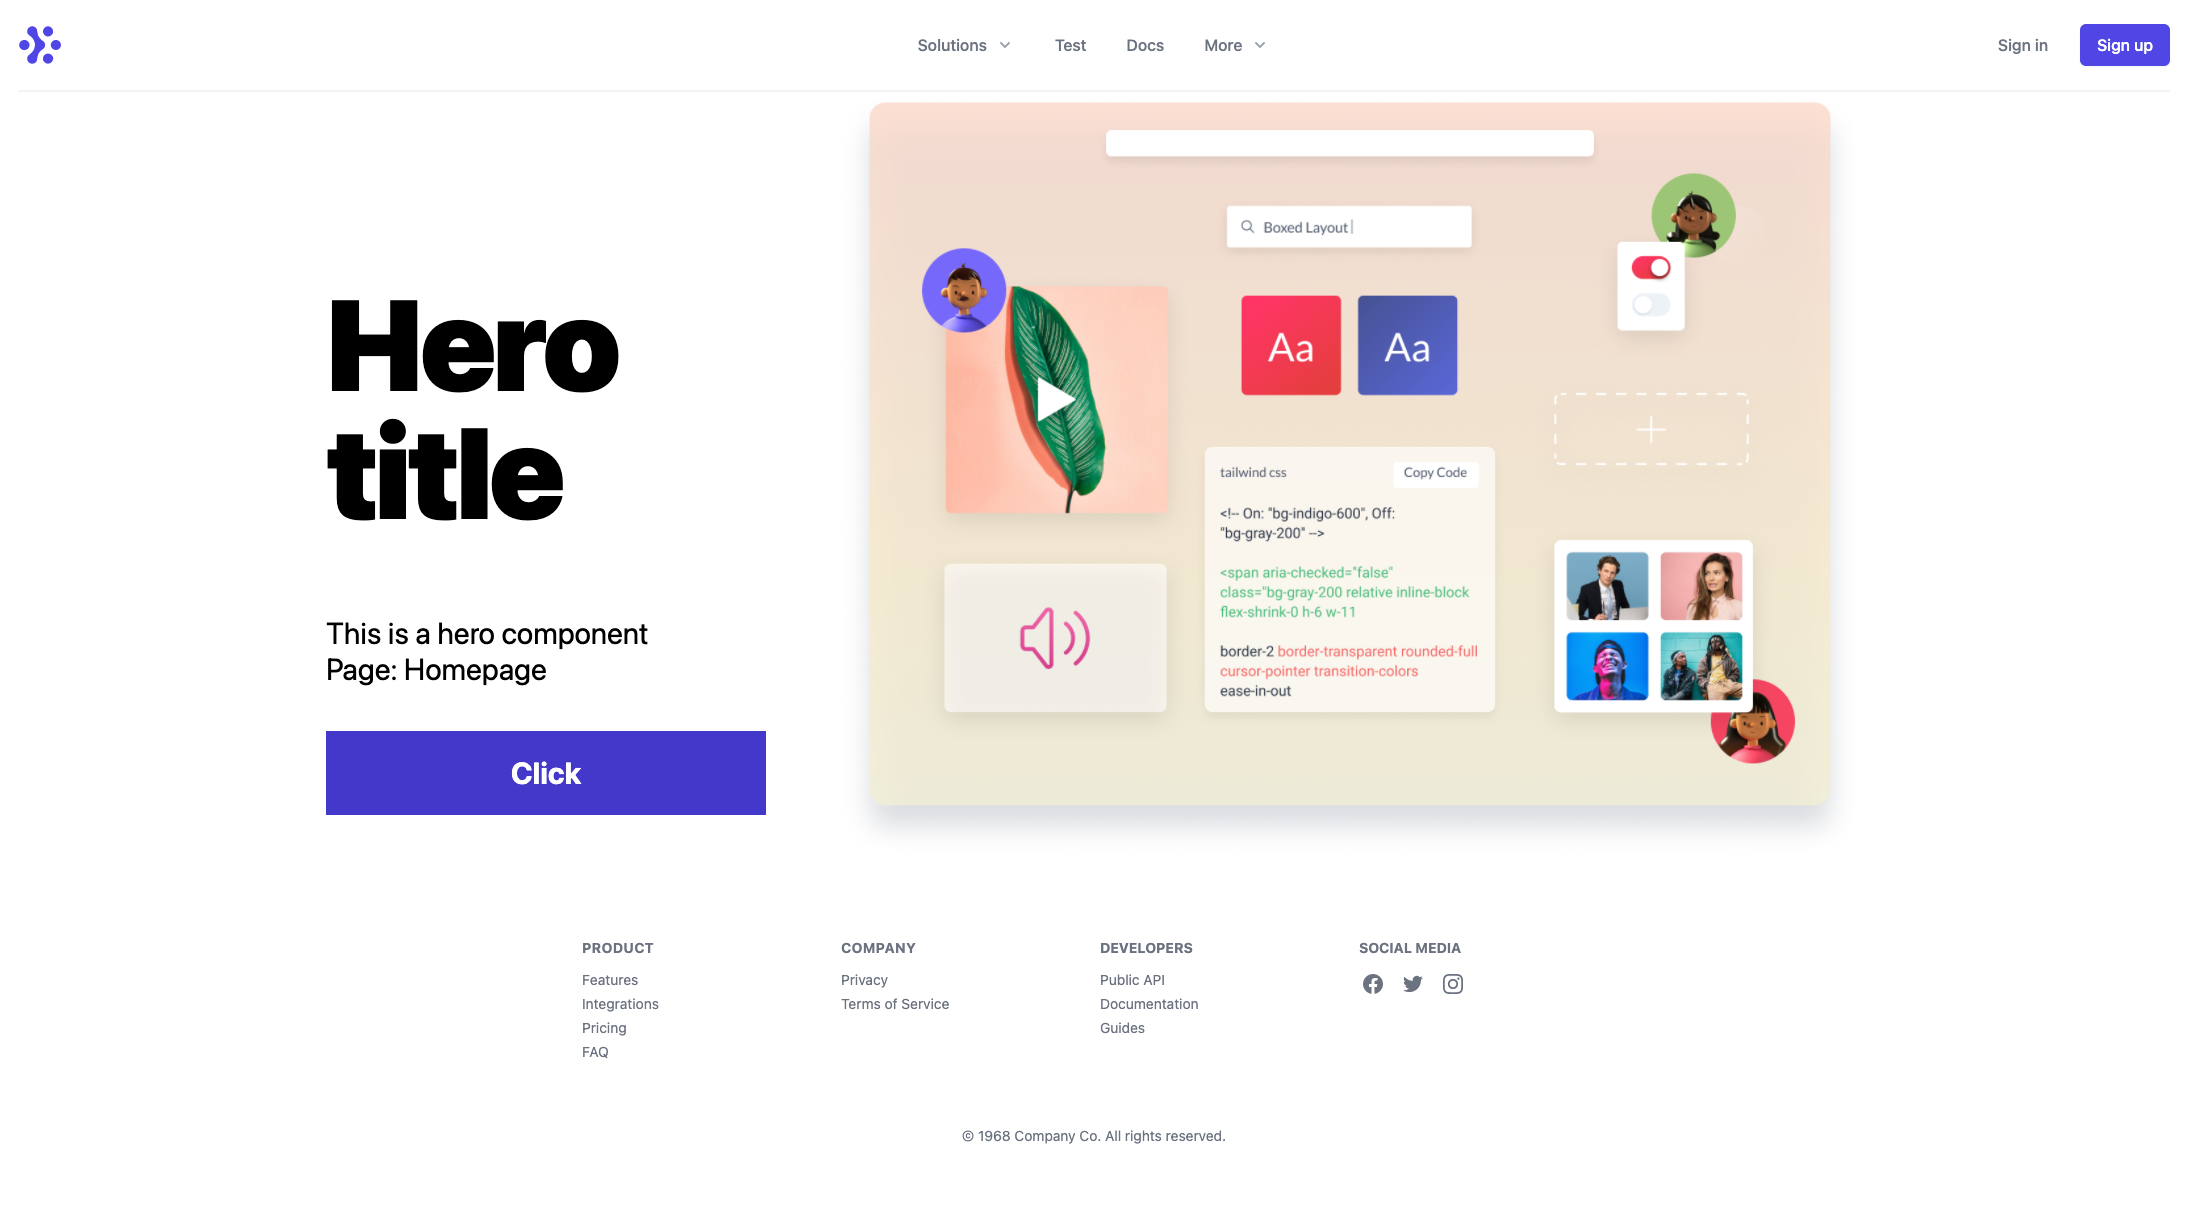 Solutions
Test
Docs
More
Sign in
Sign up
Hero
title
This is a hero component
Page: Homepage
Click
Boxed Layout
Aa
Aa
tailwind css
Copy Code
<!-- On: "bg-indigo-600", Off:
"bg-gray-200" -->
<span aria-checked="false"
class="bg-gray-200 relative inline-block
flex-shrink-0 h-6 w-11
border-2 border-transparent rounded-full
cursor-pointer transition-colors
ease-in-out
PRODUCT
Features
Integrations
Pricing
FAQ
COMPANY
Privacy
Terms of Service
DEVELOPERS
Public API
Documentation
Guides
SOCIAL MEDIA
© 1968 Company Co. All rights reserved.